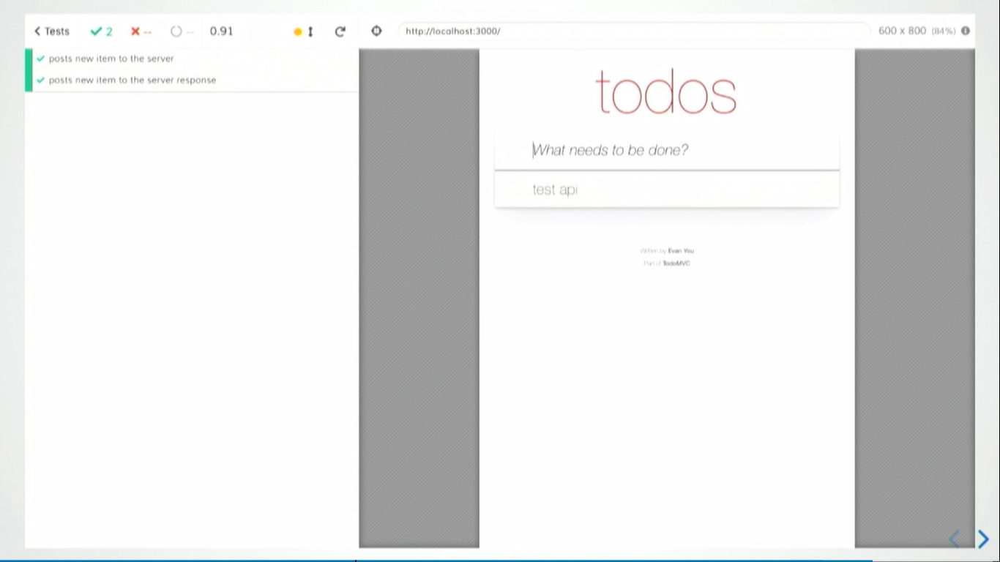 Tests 2 -- -- 0.91
http://localhost:3000/
600 x 800 (84%)
posts new item to the server
posts new item to the server response
todos
What needs to be done?
test api
Written by Evan You
Part of TodoMVC